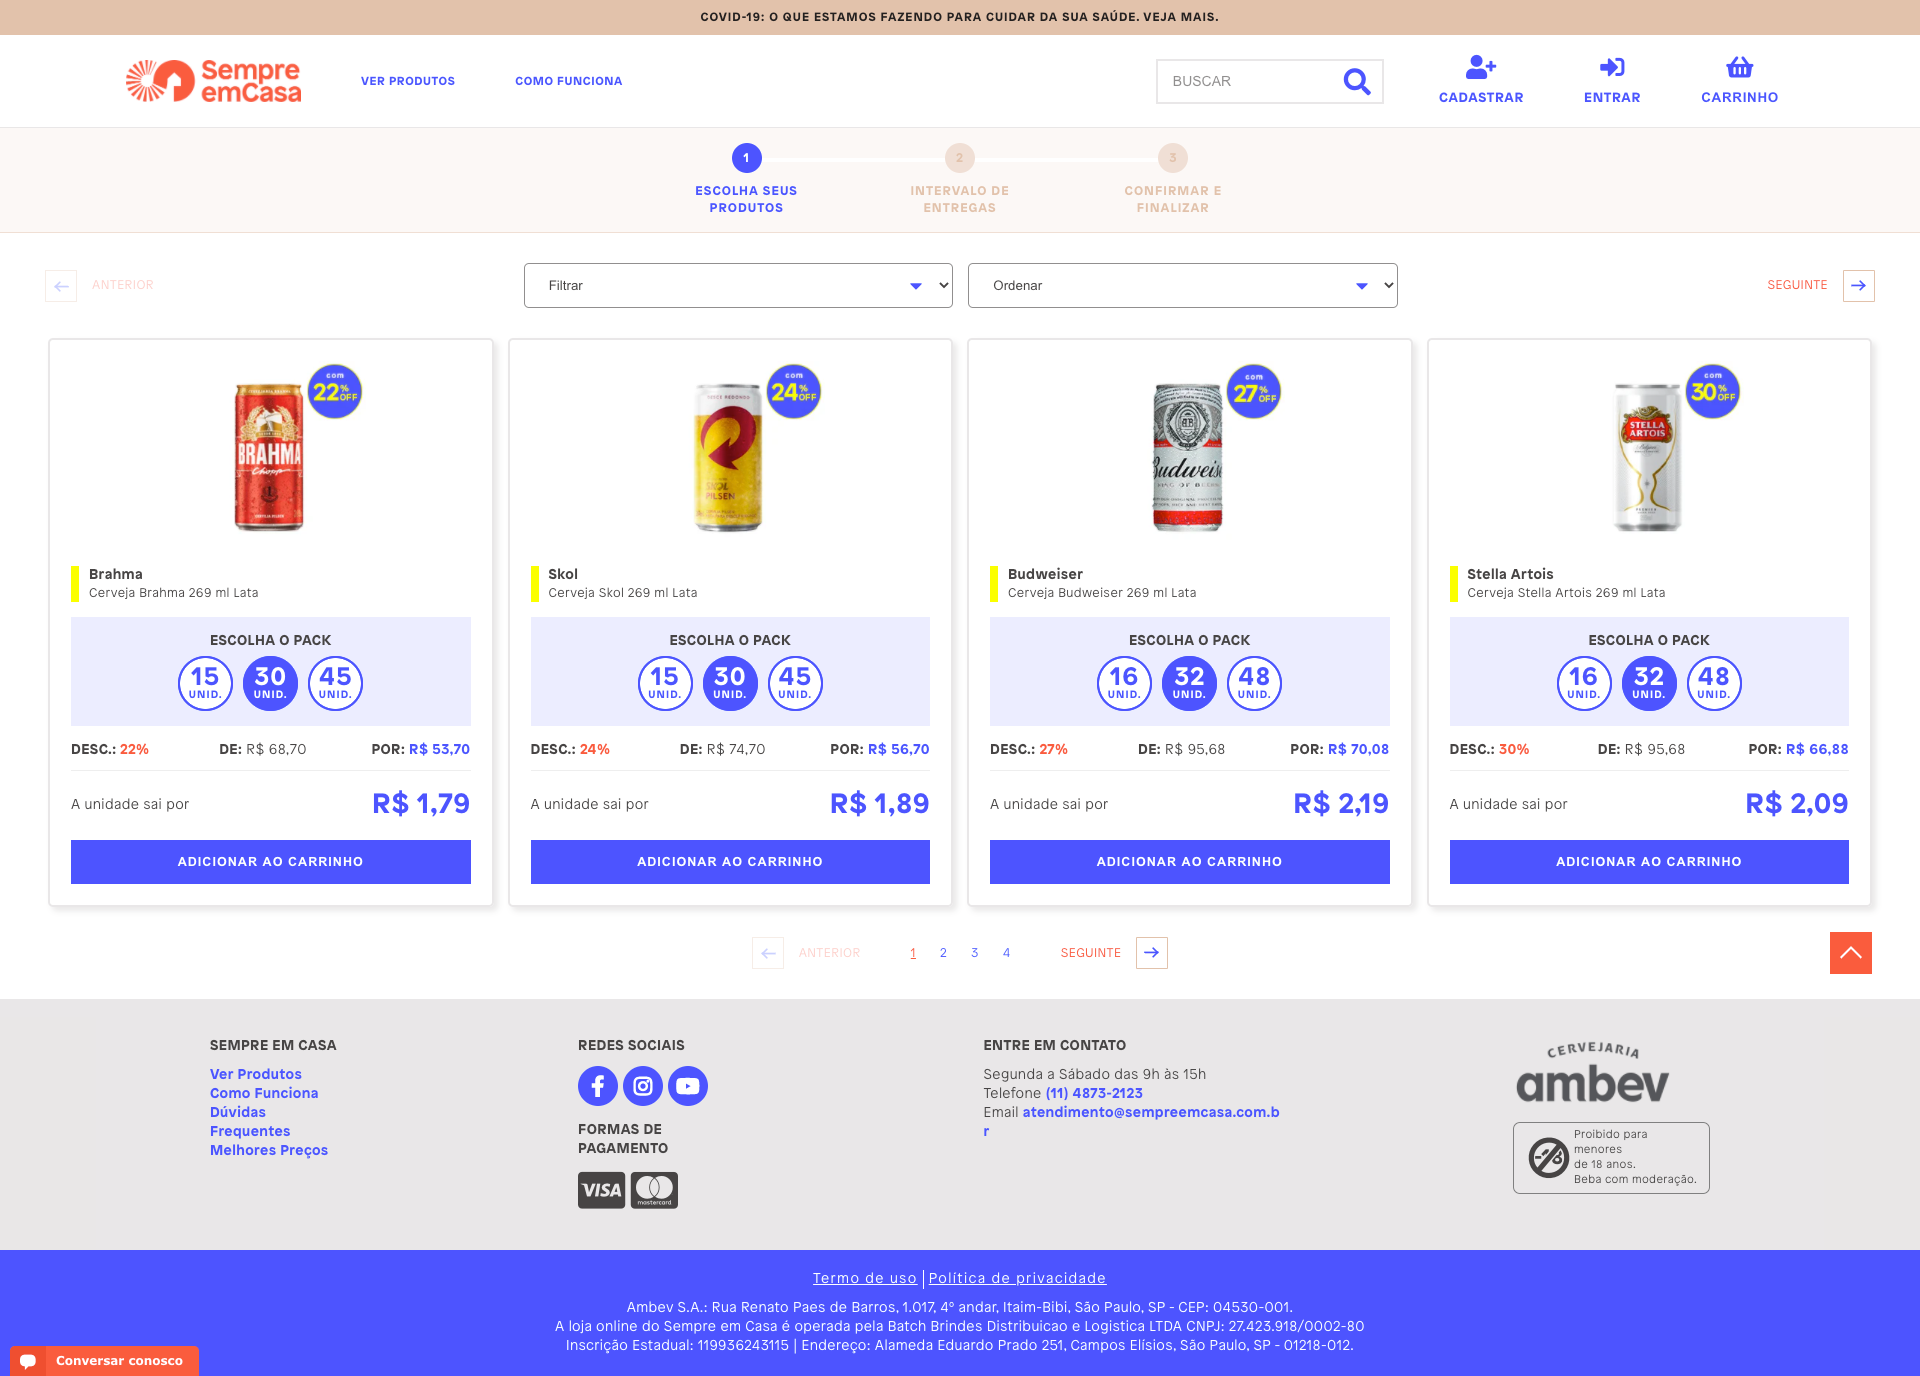 COVID-19: O QUE ESTAMOS FAZENDO PARA CUIDAR DA SUA SAÚDE. VEJA MAIS.
Sempre
emCasa
VER PRODUTOS
COMO FUNCIONA
BUSCAR
CADASTRAR
ENTRAR
CARRINHO
1
ESCOLHA SEUS
PRODUTOS
2
INTERVALO DE
ENTREGAS
3
CONFIRMAR E
FINALIZAR
ANTERIOR
Filtrar
Ordenar
SEGUINTE
com
22% OFF
BRAHMA
Chopp
Brahma
Cerveja Brahma 269 ml Lata
ESCOLHA O PACK
15 UNID.
30 UNID.
45 UNID.
DESC.: 22% DE: R$ 68,70 POR: R$ 53,70
A unidade sai por R$ 1,79
ADICIONAR AO CARRINHO
com
24% OFF
SKOL
PILSEN
Skol
Cerveja Skol 269 ml Lata
ESCOLHA O PACK
15 UNID.
30 UNID.
45 UNID.
DESC.: 24% DE: R$ 74,70 POR: R$ 56,70
A unidade sai por R$ 1,89
ADICIONAR AO CARRINHO
com
27% OFF
Budweis
Budweiser
Cerveja Budweiser 269 ml Lata
ESCOLHA O PACK
16 UNID.
32 UNID.
48 UNID.
DESC.: 27% DE: R$ 95,68 POR: R$ 70,08
A unidade sai por R$ 2,19
ADICIONAR AO CARRINHO
com
30% OFF
STELLA
ARTOIS
Stella Artois
Cerveja Stella Artois 269 ml Lata
ESCOLHA O PACK
16 UNID.
32 UNID.
48 UNID.
DESC.: 30% DE: R$ 95,68 POR: R$ 66,88
A unidade sai por R$ 2,09
ADICIONAR AO CARRINHO
ANTERIOR 1 2 3 4 SEGUINTE
SEMPRE EM CASA
Ver Produtos
Como Funciona
Dúvidas
Frequentes
Melhores Preços
REDES SOCIAIS
FORMAS DE
PAGAMENTO
VISA
mastercard
ENTRE EM CONTATO
Segunda a Sábado das 9h às 15h
Telefone (11) 4873-2123
Email atendimento@sempreemcasa.com.b
r
CERVEJARIA
ambev
18
Proibido para
menores
de 18 anos.
Beba com moderação.
Termo de uso | Política de privacidade
Ambev S.A.: Rua Renato Paes de Barros, 1.017, 4º andar, Itaim-Bibi, São Paulo, SP - CEP: 04530-001.
A loja online do Sempre em Casa é operada pela Batch Brindes Distribuicao e Logistica LTDA CNPJ: 27.423.918/0002-80
Inscrição Estadual: 119936243115 | Endereço: Alameda Eduardo Prado 251, Campos Elísios, São Paulo, SP - 01218-012.
Conversar conosco